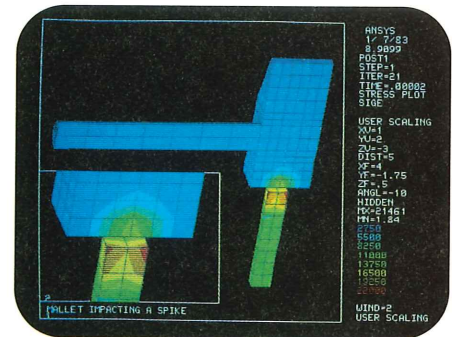 ANSYS
1/ 7/83
8.9099
POST1
STEP=1
ITER=21
TIME=.00002
STRESS PLOT
SIGE
USER SCALING
XV=1
YV=2
ZV=-3
DIST=5
XF=4
YF=-1.75
ZF=.5
ANGL=-10
HIDDEN
MX=21461
MN=1.84
2750
5500
8250
11000
13750
16500
19250
22000
WIND=2
USER SCALING
MALLET IMPACTING A SPIKE